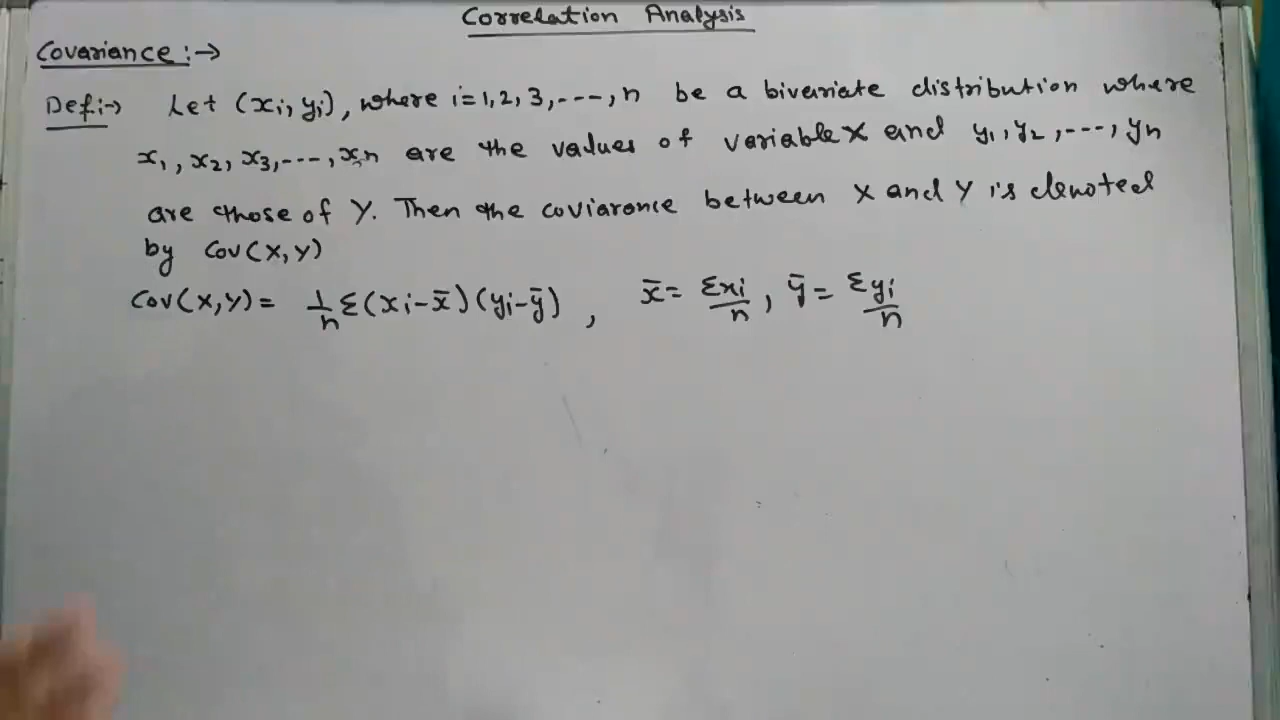 Correlation Analysis
Covariance :→
Def:→ Let (xi, yi), where i=1,2,3,---,n be a bivariate distribution where
x1, x2, x3,---, xn are the values of variable X and y1, y2,---, yn
are those of Y. Then the coviaronce between X and Y is denoted
by Cov(X,Y)
Cov(X,Y) = 1/n Σ(xi-x̄)(yi-ȳ), x̄ = Σxi/n, ȳ = Σyi/n